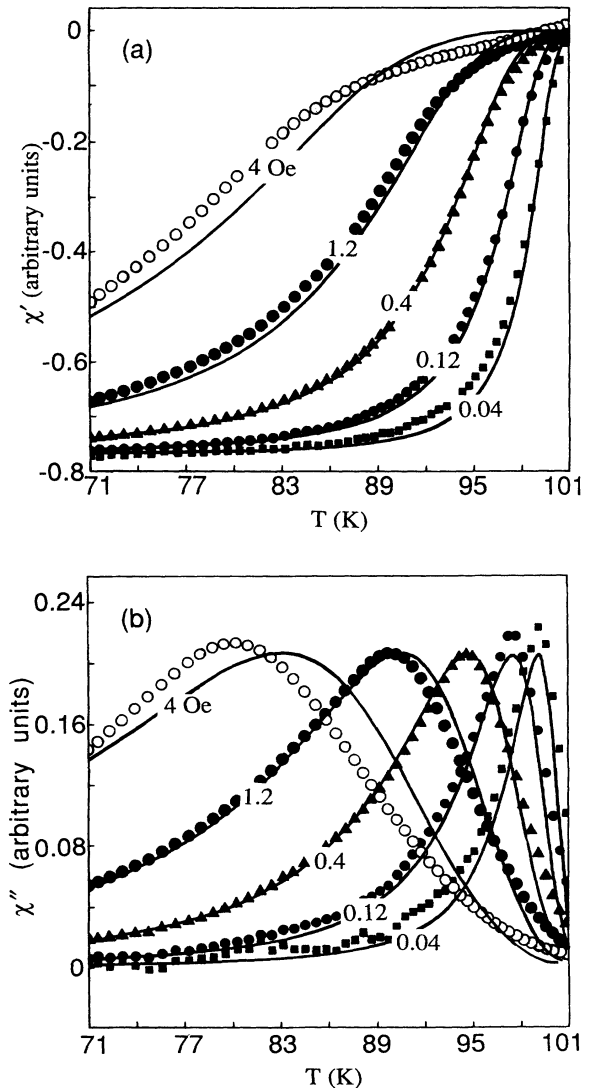 (a)
0
-0.2
-0.4
-0.6
-0.8
χ′ (arbitrary units)
4 Oe
1.2
0.4
0.12
0.04
71 77 83 89 95 101
T (K)
(b)
0.24
0.16
0.08
0
χ″ (arbitrary units)
4 Oe
1.2
0.4
0.12
0.04
71 77 83 89 95 101
T (K)